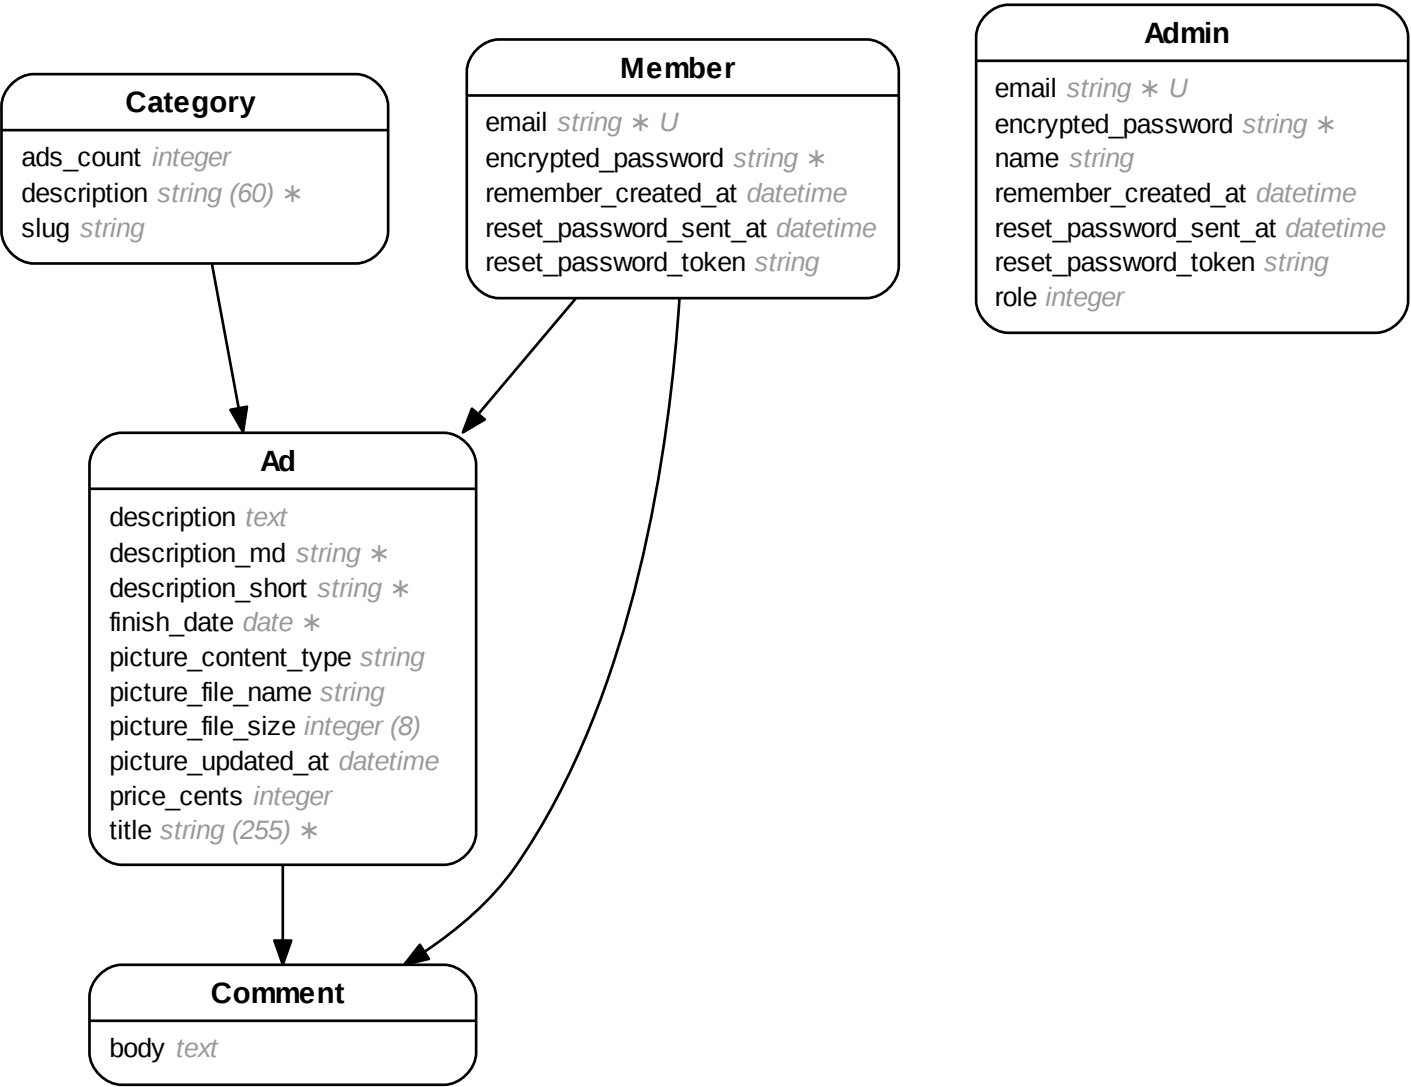 Category
ads_count integer
description string (60) ∗
slug string
Member
email string ∗ U
encrypted_password string ∗
remember_created_at datetime
reset_password_sent_at datetime
reset_password_token string
Admin
email string ∗ U
encrypted_password string ∗
name string
remember_created_at datetime
reset_password_sent_at datetime
reset_password_token string
role integer
Ad
description text
description_md string ∗
description_short string ∗
finish_date date ∗
picture_content_type string
picture_file_name string
picture_file_size integer (8)
picture_updated_at datetime
price_cents integer
title string (255) ∗
Comment
body text